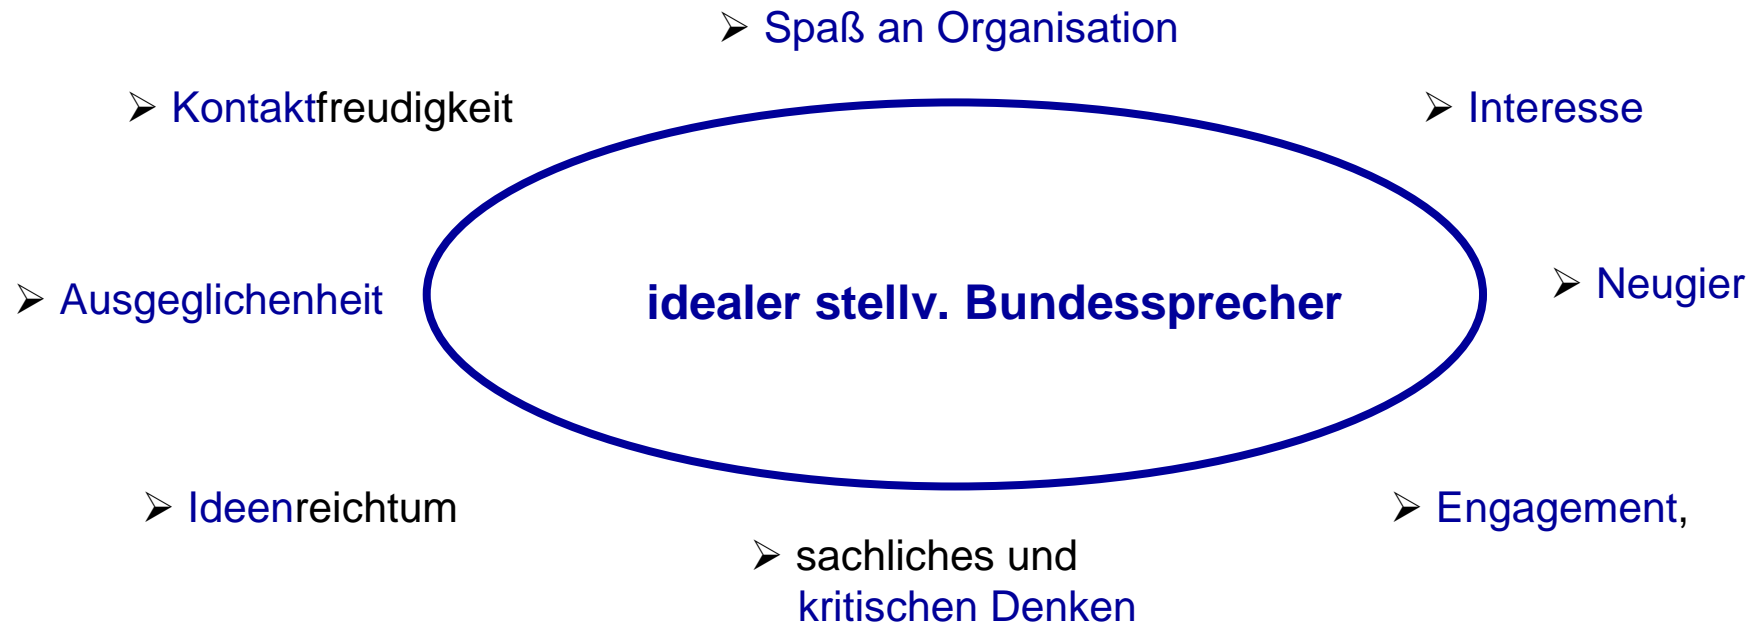 ➢ Spaß an Organisation
➢ Kontaktfreudigkeit
➢ Interesse
➢ Ausgeglichenheit
idealer stellv. Bundessprecher
➢ Neugier
➢ Ideenreichtum
➢ Engagement,
➢ sachliches und
kritischen Denken